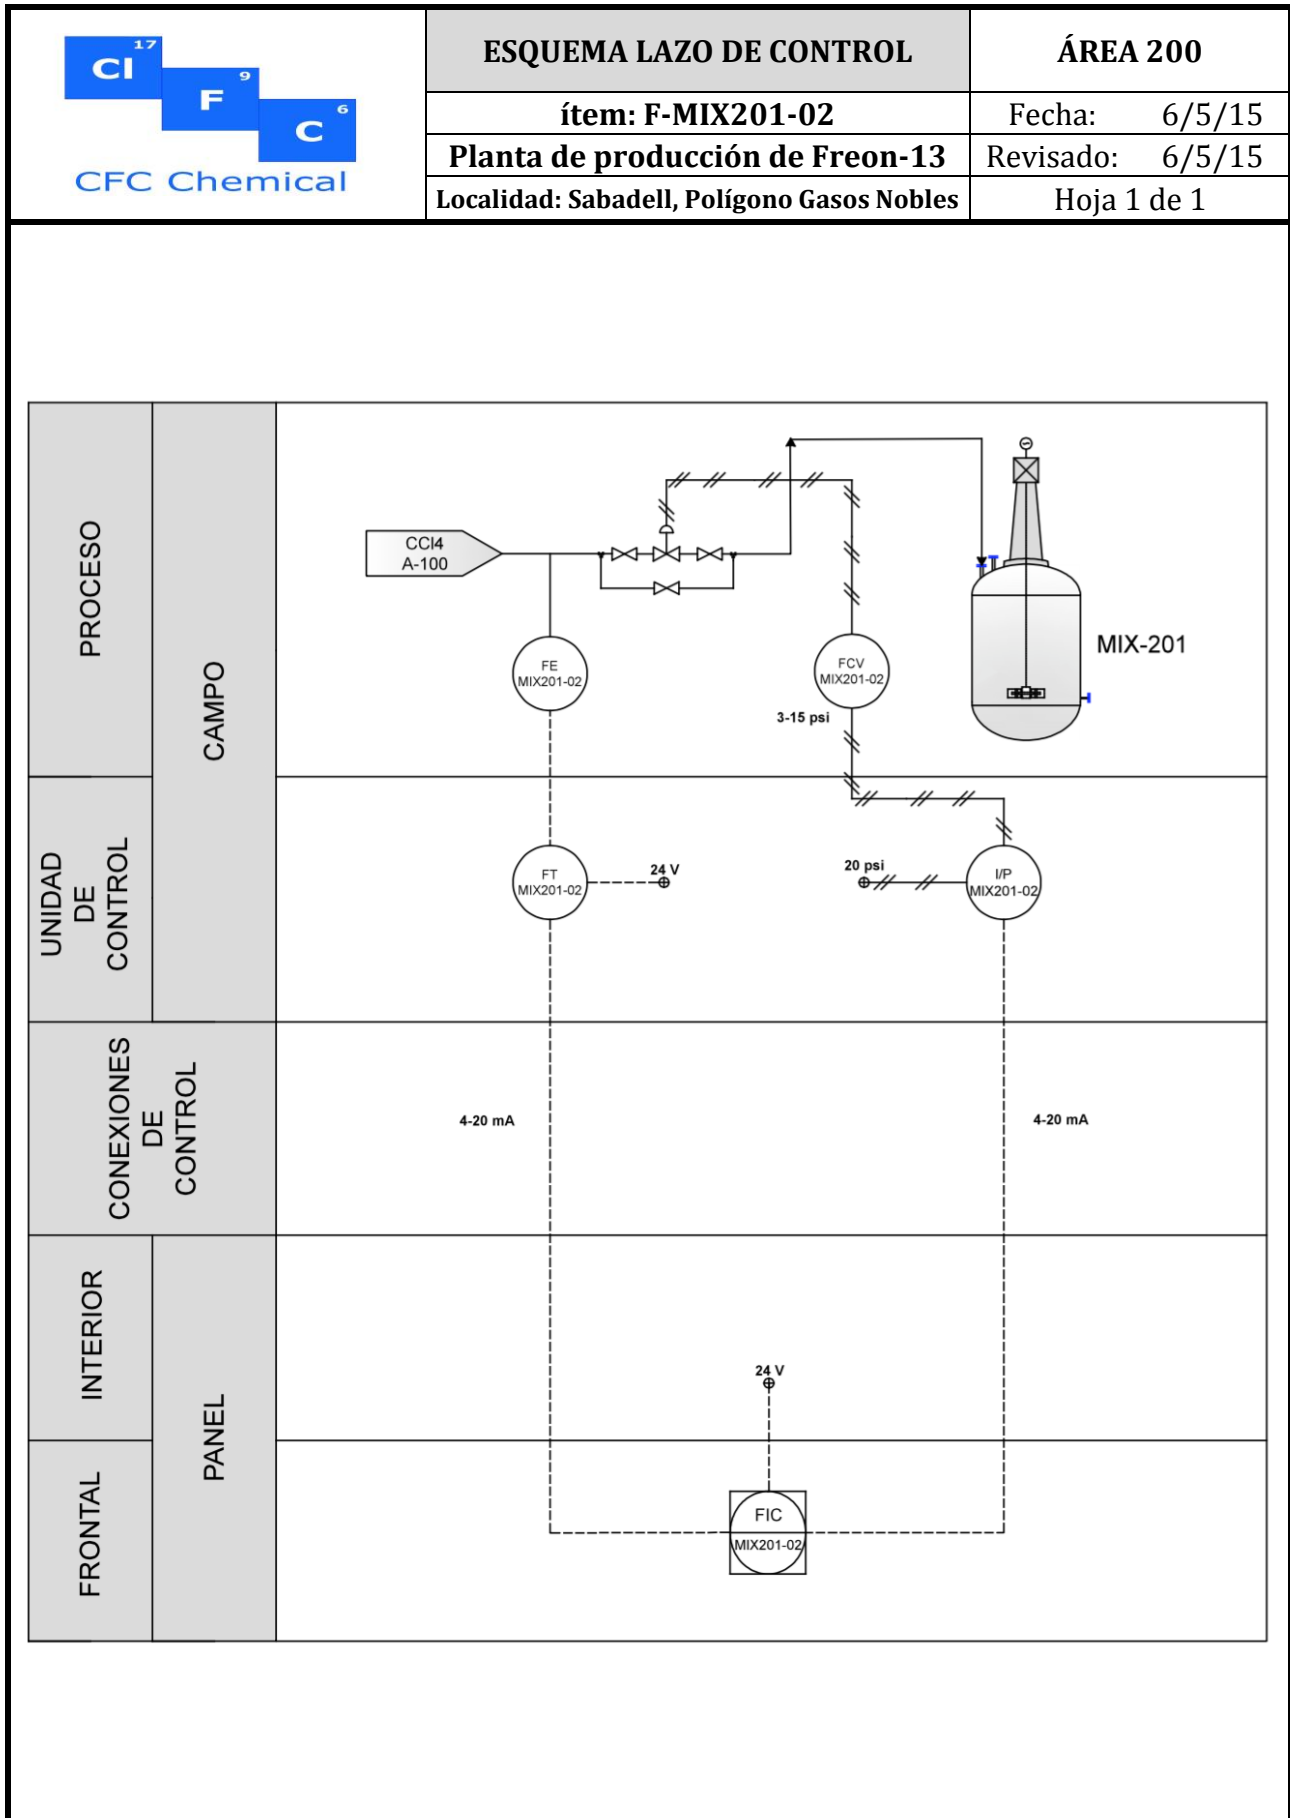 17
Cl
9
F
6
C
CFC Chemical
ESQUEMA LAZO DE CONTROL
ÁREA 200
ítem: F-MIX201-02
Fecha: 6/5/15
Planta de producción de Freon-13
Revisado: 6/5/15
Localidad: Sabadell, Polígono Gasos Nobles
Hoja 1 de 1
PROCESO
CAMPO
CCl4
A-100
FE
MIX201-02
FCV
MIX201-02
3-15 psi
MIX-201
UNIDAD
DE
CONTROL
FT
MIX201-02
24 V
20 psi
I/P
MIX201-02
CONEXIONES
DE
CONTROL
4-20 mA
4-20 mA
INTERIOR
PANEL
24 V
FRONTAL
FIC
MIX201-02